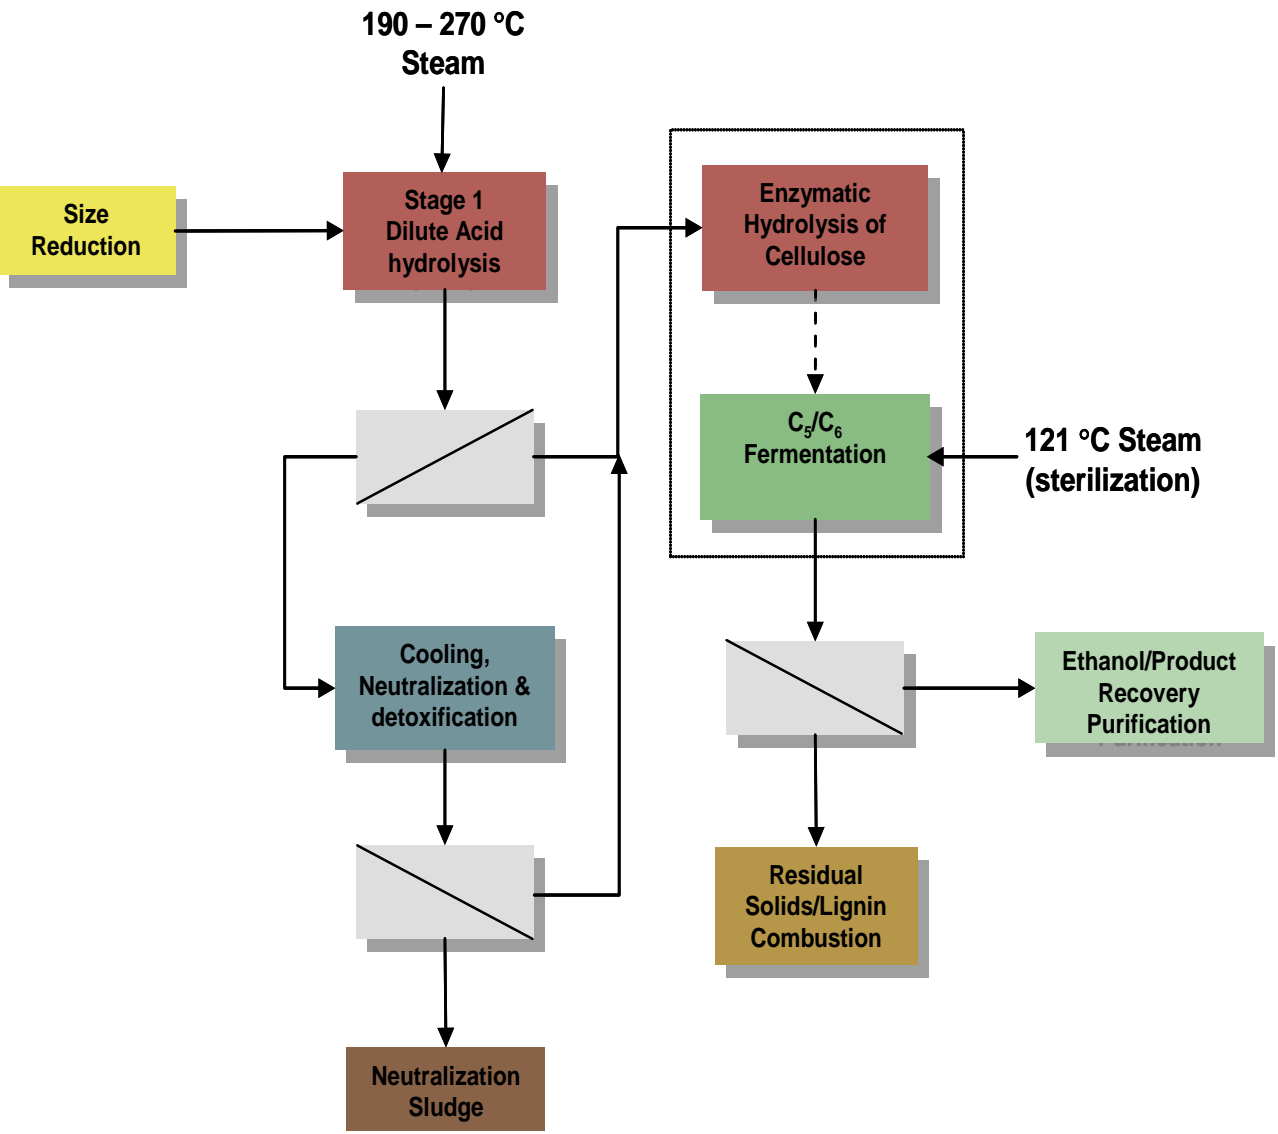 190 – 270 °C
Steam
Size
Reduction
Stage 1
Dilute Acid
hydrolysis
Enzymatic
Hydrolysis of
Cellulose
C₅/C₆
Fermentation
121 °C Steam
(sterilization)
Cooling,
Neutralization &
detoxification
Ethanol/Product
Recovery
Purification
Residual
Solids/Lignin
Combustion
Neutralization
Sludge